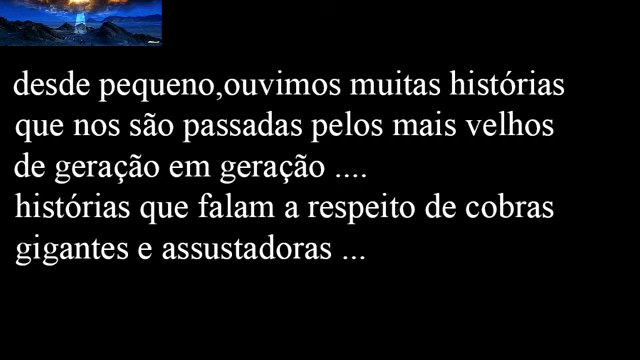 desde pequeno,ouvimos muitas histórias
que nos são passadas pelos mais velhos
de geração em geração ....
histórias que falam a respeito de cobras
gigantes e assustadoras ...